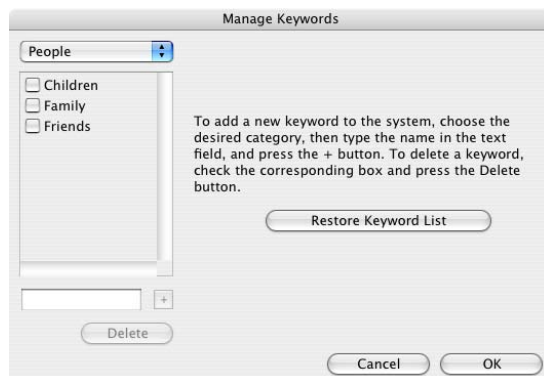 Manage Keywords
People
Children
Family
Friends
To add a new keyword to the system, choose the
desired category, then type the name in the text
field, and press the + button. To delete a keyword,
check the corresponding box and press the Delete
button.
Restore Keyword List
+
Delete
Cancel
OK